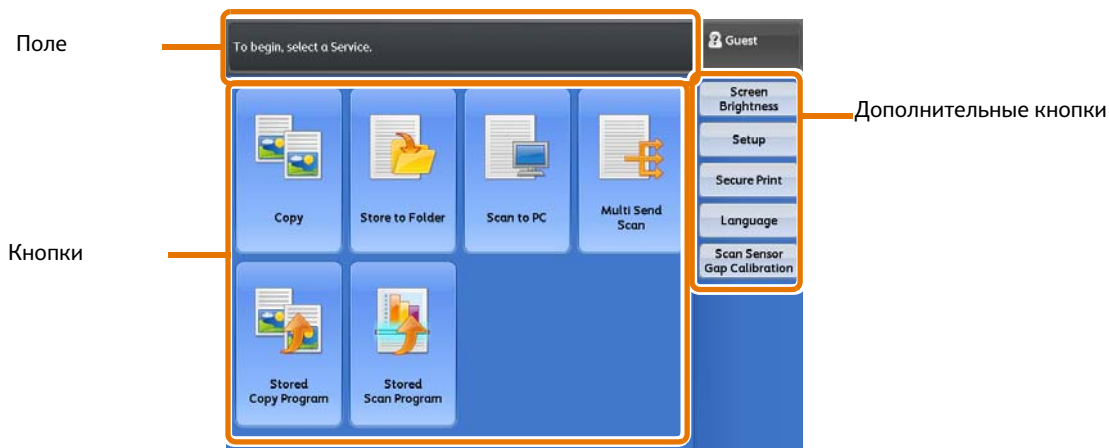 Поле
To begin, select a Service.
Guest
Screen
Brightness
Дополнительные кнопки
Setup
Secure Print
Language
Scan Sensor
Gap Calibration
Кнопки
Copy
Store to Folder
Scan to PC
Multi Send
Scan
Stored
Copy Program
Stored
Scan Program